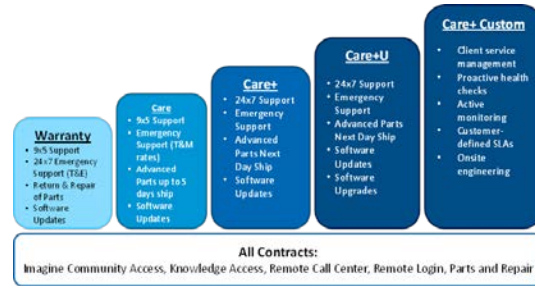 Warranty
• 9x5 Support
• 24x7 Emergency
Support (T&E)
• Return & Repair
of Parts
• Software
Updates
Care
• 9x5 Support
• Emergency
Support (T&M
rates)
• Advanced
Parts up to 5
days ship
• Software
Updates
Care+
• 24x7 Support
• Emergency
Support
• Advanced
Parts Next
Day Ship
• Software
Updates
Care+U
• 24x7 Support
• Emergency
Support
• Advanced Parts
Next Day Ship
• Software
Updates
• Software
Upgrades
Care+ Custom
• Client service
management
• Proactive health
checks
• Active
monitoring
• Customer-
defined SLAs
• Onsite
engineering
All Contracts:
Imagine Community Access, Knowledge Access, Remote Call Center, Remote Login, Parts and Repair